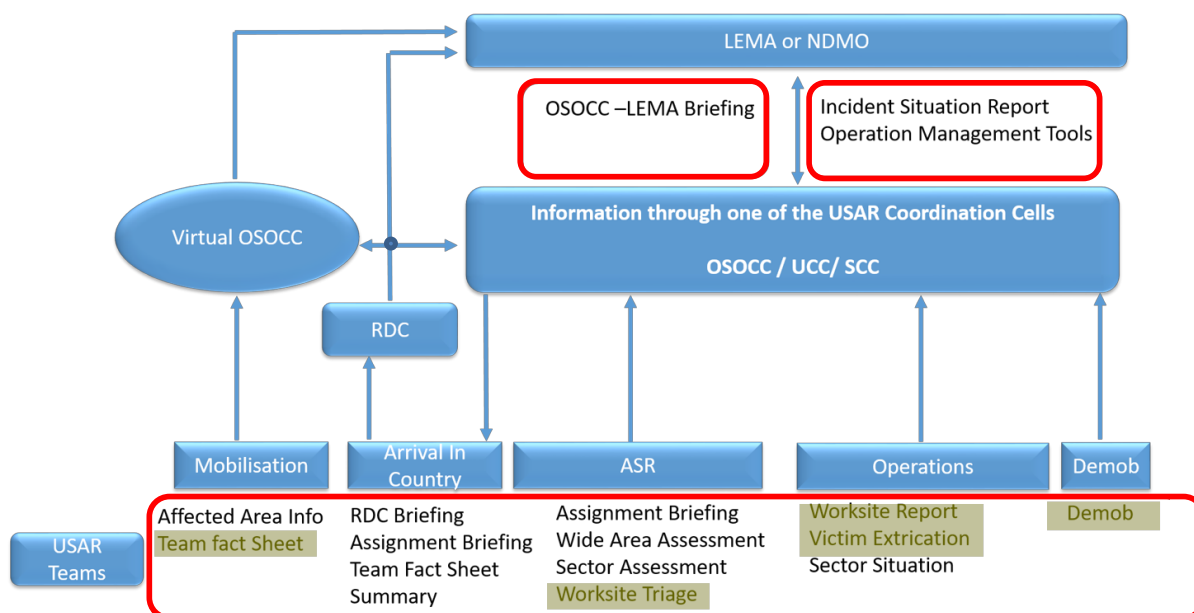 LEMA or NDMO
OSOCC –LEMA Briefing
Incident Situation Report
Operation Management Tools
Virtual OSOCC
Information through one of the USAR Coordination Cells
OSOCC / UCC/ SCC
RDC
Mobilisation
Arrival In
Country
ASR
Operations
Demob
USAR
Teams
Affected Area Info
Team fact Sheet
RDC Briefing
Assignment Briefing
Team Fact Sheet
Summary
Assignment Briefing
Wide Area Assessment
Sector Assessment
Worksite Triage
Worksite Report
Victim Extrication
Sector Situation
Demob